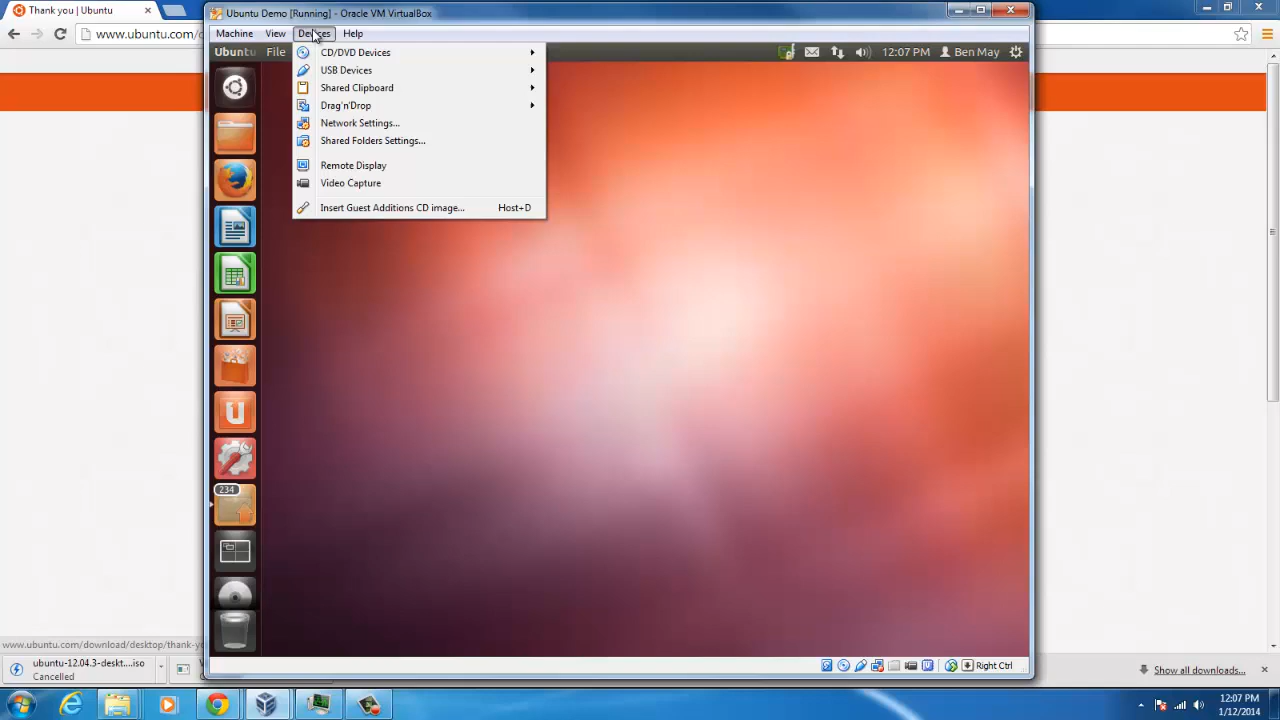 Thank you | Ubuntu
www.ubuntu.com/
Ubuntu Demo [Running] - Oracle VM VirtualBox
Machine View Devices Help
Ubuntu File
12:07 PM Ben May
CD/DVD Devices
USB Devices
Shared Clipboard
Drag'n'Drop
Network Settings...
Shared Folders Settings...
Remote Display
Video Capture
Insert Guest Additions CD image... Host+D
234
Right Ctrl
www.ubuntu.com/download/desktop/thank-yo
ubuntu-12.04.3-deskt....iso
Cancelled
Show all downloads...
12:07 PM
1/12/2014